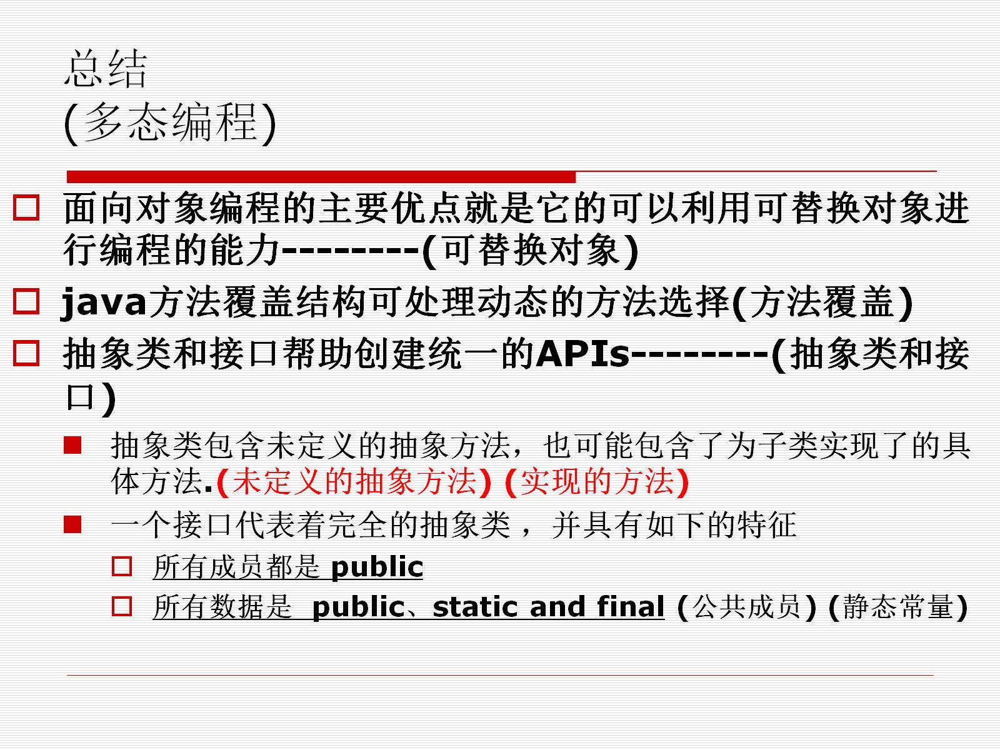 总结
(多态编程)
面向对象编程的主要优点就是它的可以利用可替换对象进
行编程的能力--------(可替换对象)
java方法覆盖结构可处理动态的方法选择(方法覆盖)
抽象类和接口帮助创建统一的APIs--------(抽象类和接
口)
抽象类包含未定义的抽象方法，也可能包含了为子类实现了的具
体方法.(未定义的抽象方法) (实现的方法)
一个接口代表着完全的抽象类 ，并具有如下的特征
所有成员都是 public
所有数据是  public、static and final (公共成员) (静态常量)